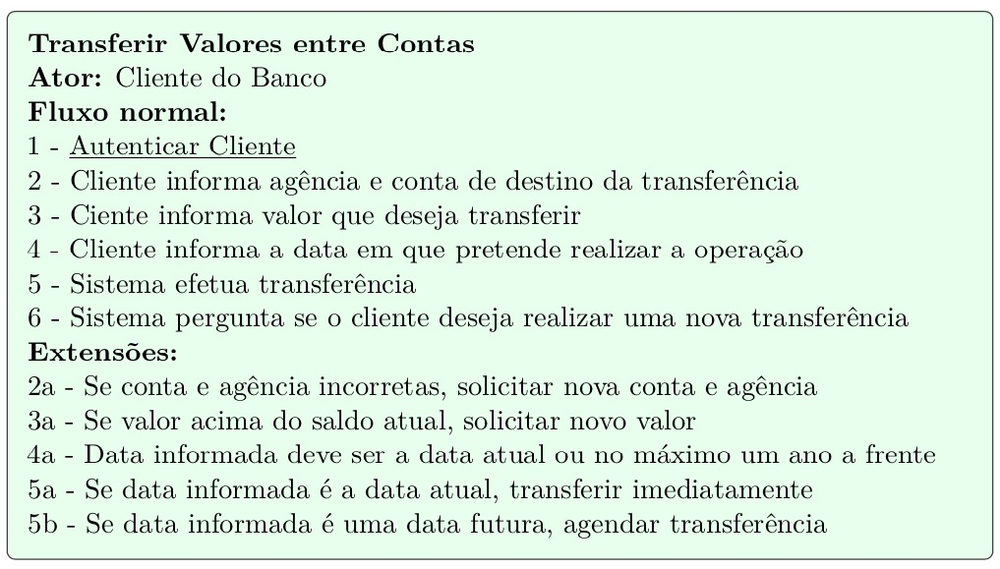 Transferir Valores entre Contas
Ator: Cliente do Banco
Fluxo normal:
1 - Autenticar Cliente
2 - Cliente informa agência e conta de destino da transferência
3 - Ciente informa valor que deseja transferir
4 - Cliente informa a data em que pretende realizar a operação
5 - Sistema efetua transferência
6 - Sistema pergunta se o cliente deseja realizar uma nova transferência
Extensões:
2a - Se conta e agência incorretas, solicitar nova conta e agência
3a - Se valor acima do saldo atual, solicitar novo valor
4a - Data informada deve ser a data atual ou no máximo um ano a frente
5a - Se data informada é a data atual, transferir imediatamente
5b - Se data informada é uma data futura, agendar transferência